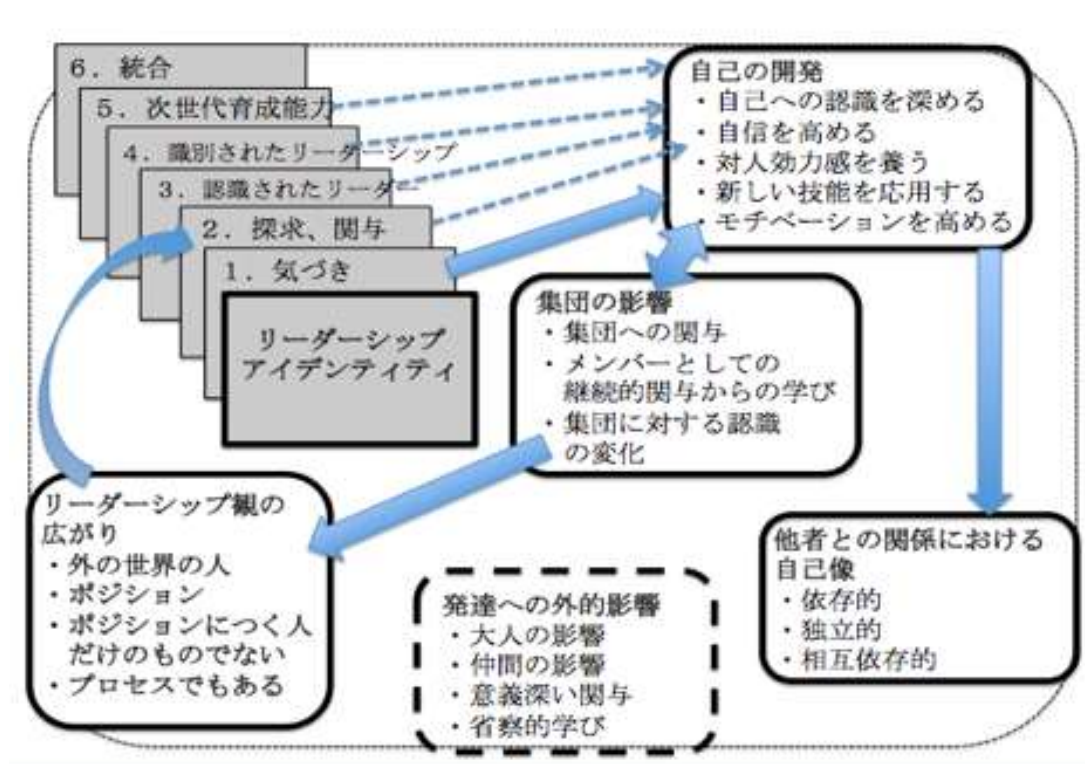 6. 統合
5. 次世代育成能力
4. 識別されたリーダーシップ
3. 認識されたリーダー
2. 探求、関与
1. 気づき
リーダーシップ
アイデンティティ
自己の開発
・自己への認識を深める
・自信を高める
・対人効力感を養う
・新しい技能を応用する
・モチベーションを高める
集団の影響
・集団への関与
・メンバーとしての
継続的関与からの学び
・集団に対する認識
の変化
リーダーシップ観の
広がり
・外の世界の人
・ポジション
・ポジションにつく人
だけのものでない
・プロセスでもある
発達への外的影響
・大人の影響
・仲間の影響
・意義深い関与
・省察的学び
他者との関係における
自己像
・依存的
・独立的
・相互依存的